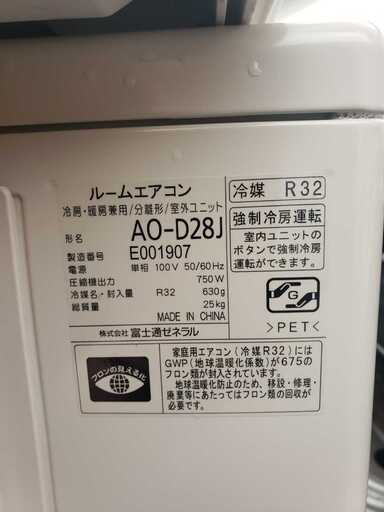 ルームエアコン
冷房・暖房兼用/分離形/室外ユニット
形名 AO-D28J
製造番号 E001907
電源 単相 100V 50/60Hz
圧縮機出力 750W
冷媒名・封入量 R32 630g
総質量 25kg
MADE IN CHINA
株式会社 富士通ゼネラル
冷媒 R32
強制冷房運転
室内ユニットの
ボタンで強制冷房
運転ができます。
G
>PET<
フロンの見える化
家庭用エアコン(冷媒R32)には
GWP(地球温暖化係数)が675の
フロン類が封入されています。
地球温暖化防止のため、移設・修理・
廃棄等にあたってはフロン類の回収が
必要です。